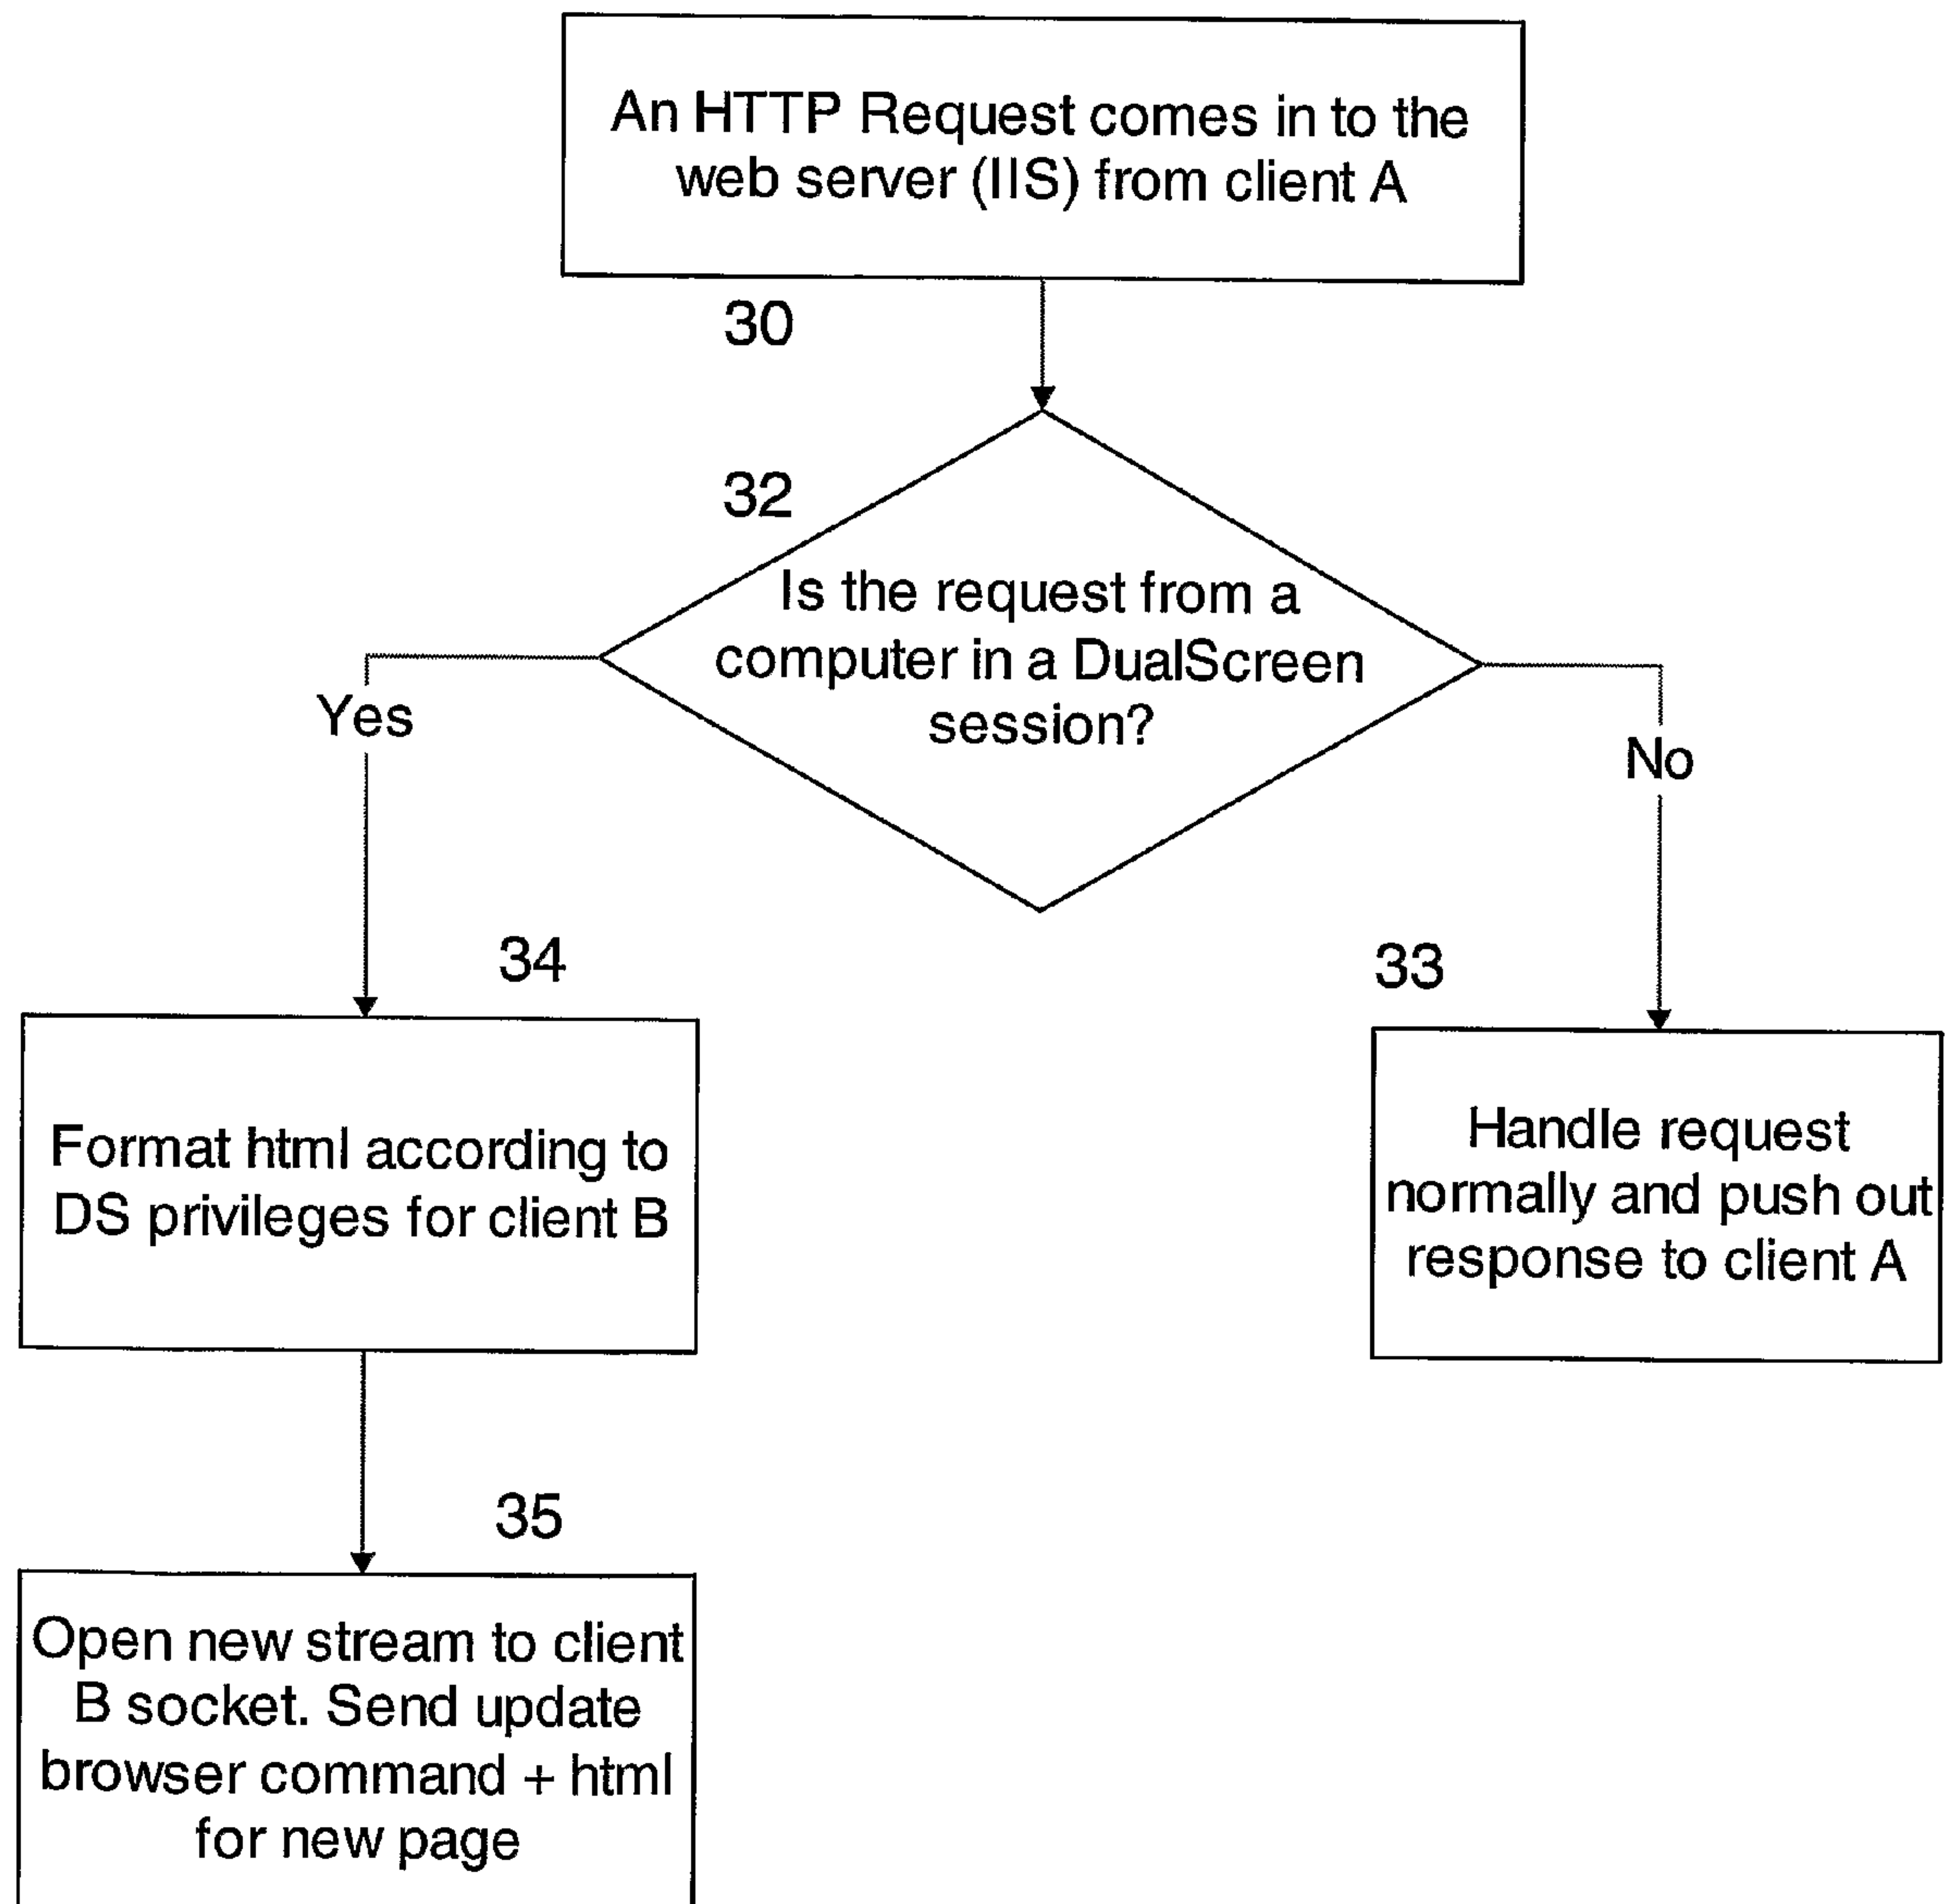 An HTTP Request comes in to the
web server (IIS) from client A
30
32
Is the request from a
computer in a DualScreen
session?
Yes
No
34
33
Format html according to
DS privileges for client B
Handle request
normally and push out
response to client A
35
Open new stream to client
B socket. Send update
browser command + html
for new page